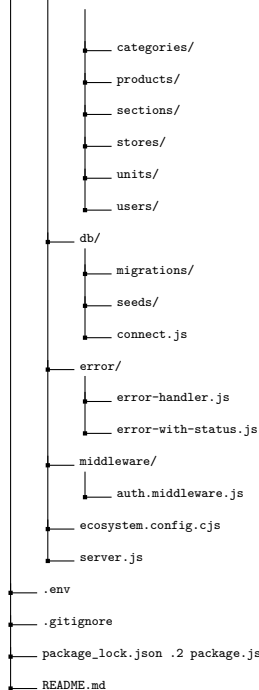 categories/
products/
sections/
stores/
units/
users/
db/
migrations/
seeds/
connect.js
error/
error-handler.js
error-with-status.js
middleware/
auth.middleware.js
ecosystem.config.cjs
server.js
.env
.gitignore
package_lock.json .2 package.js
README.md